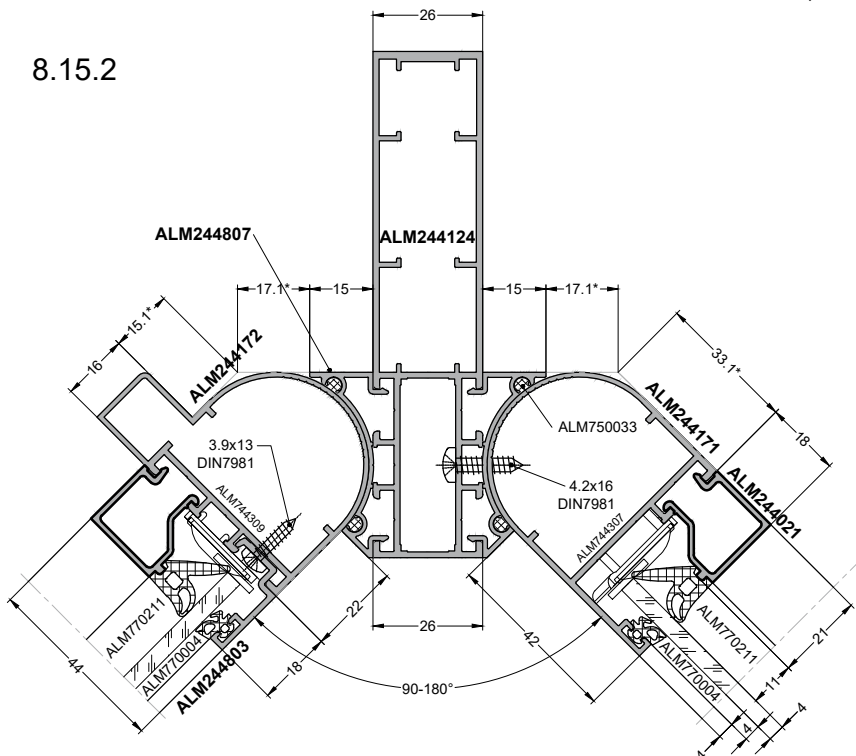 26
8.15.2
ALM244807
ALM244124
17.1*
15
15
17.1*
15.1*
16
ALM244172
33.1*
18
ALM244171
ALM244021
3.9x13
DIN7981
ALM750033
4.2x16
DIN7981
ALM744309
ALM744307
ALM770211
ALM770004
ALM244803
44
18
22
26
42
90-180°
ALM770211
ALM770004
21
11
4
4
4